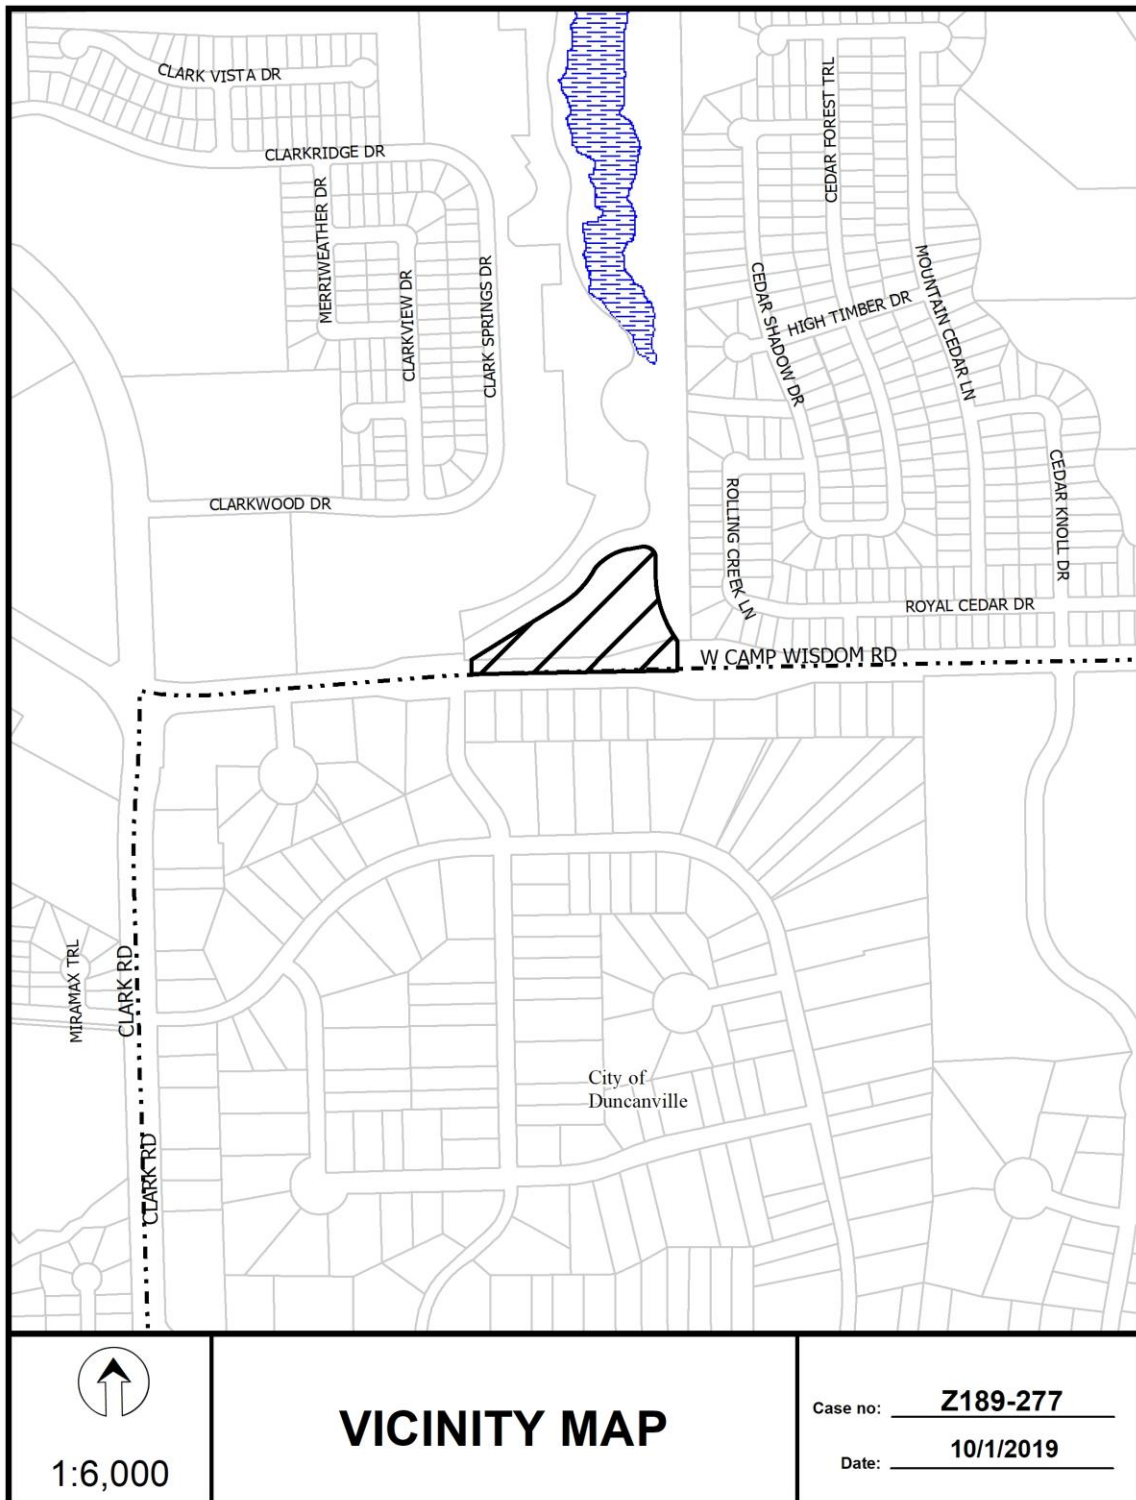 CLARK VISTA DR
CEDAR FOREST TRL
CLARKRIDGE DR
MERRIWEATHER DR
CLARKVIEW DR
CLARK SPRINGS DR
MOUNTAIN CEDAR LN
CEDAR SHADOW DR
HIGH TIMBER DR
CLARKWOOD DR
ROLLING CREEK LN
CEDAR KNOLL DR
ROYAL CEDAR DR
W CAMP WISDOM RD
MIRAMAX TRL
CLARK RD
City of
Duncanville
CLARK RD
1:6,000
VICINITY MAP
Case no: Z189-277
Date: 10/1/2019